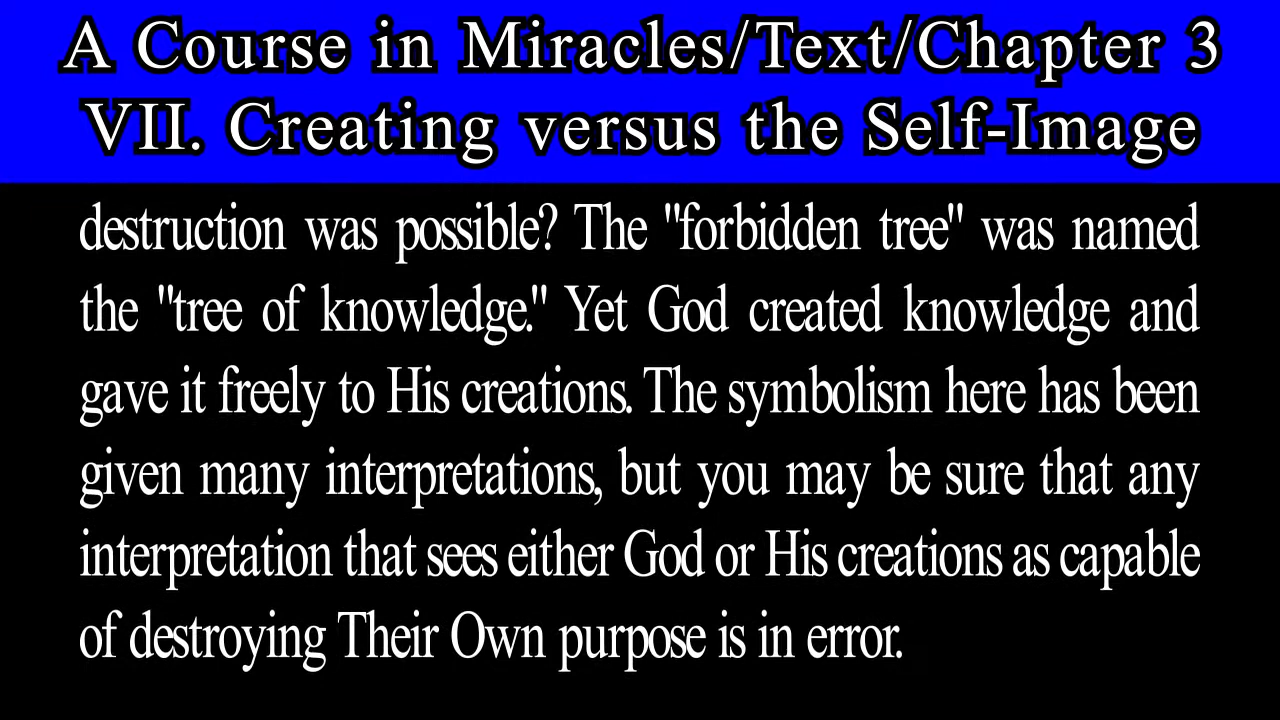 A Course in Miracles/Text/Chapter 3
VII. Creating versus the Self-Image
destruction was possible? The "forbidden tree" was named
the "tree of knowledge." Yet God created knowledge and
gave it freely to His creations. The symbolism here has been
given many interpretations, but you may be sure that any
interpretation that sees either God or His creations as capable
of destroying Their Own purpose is in error.